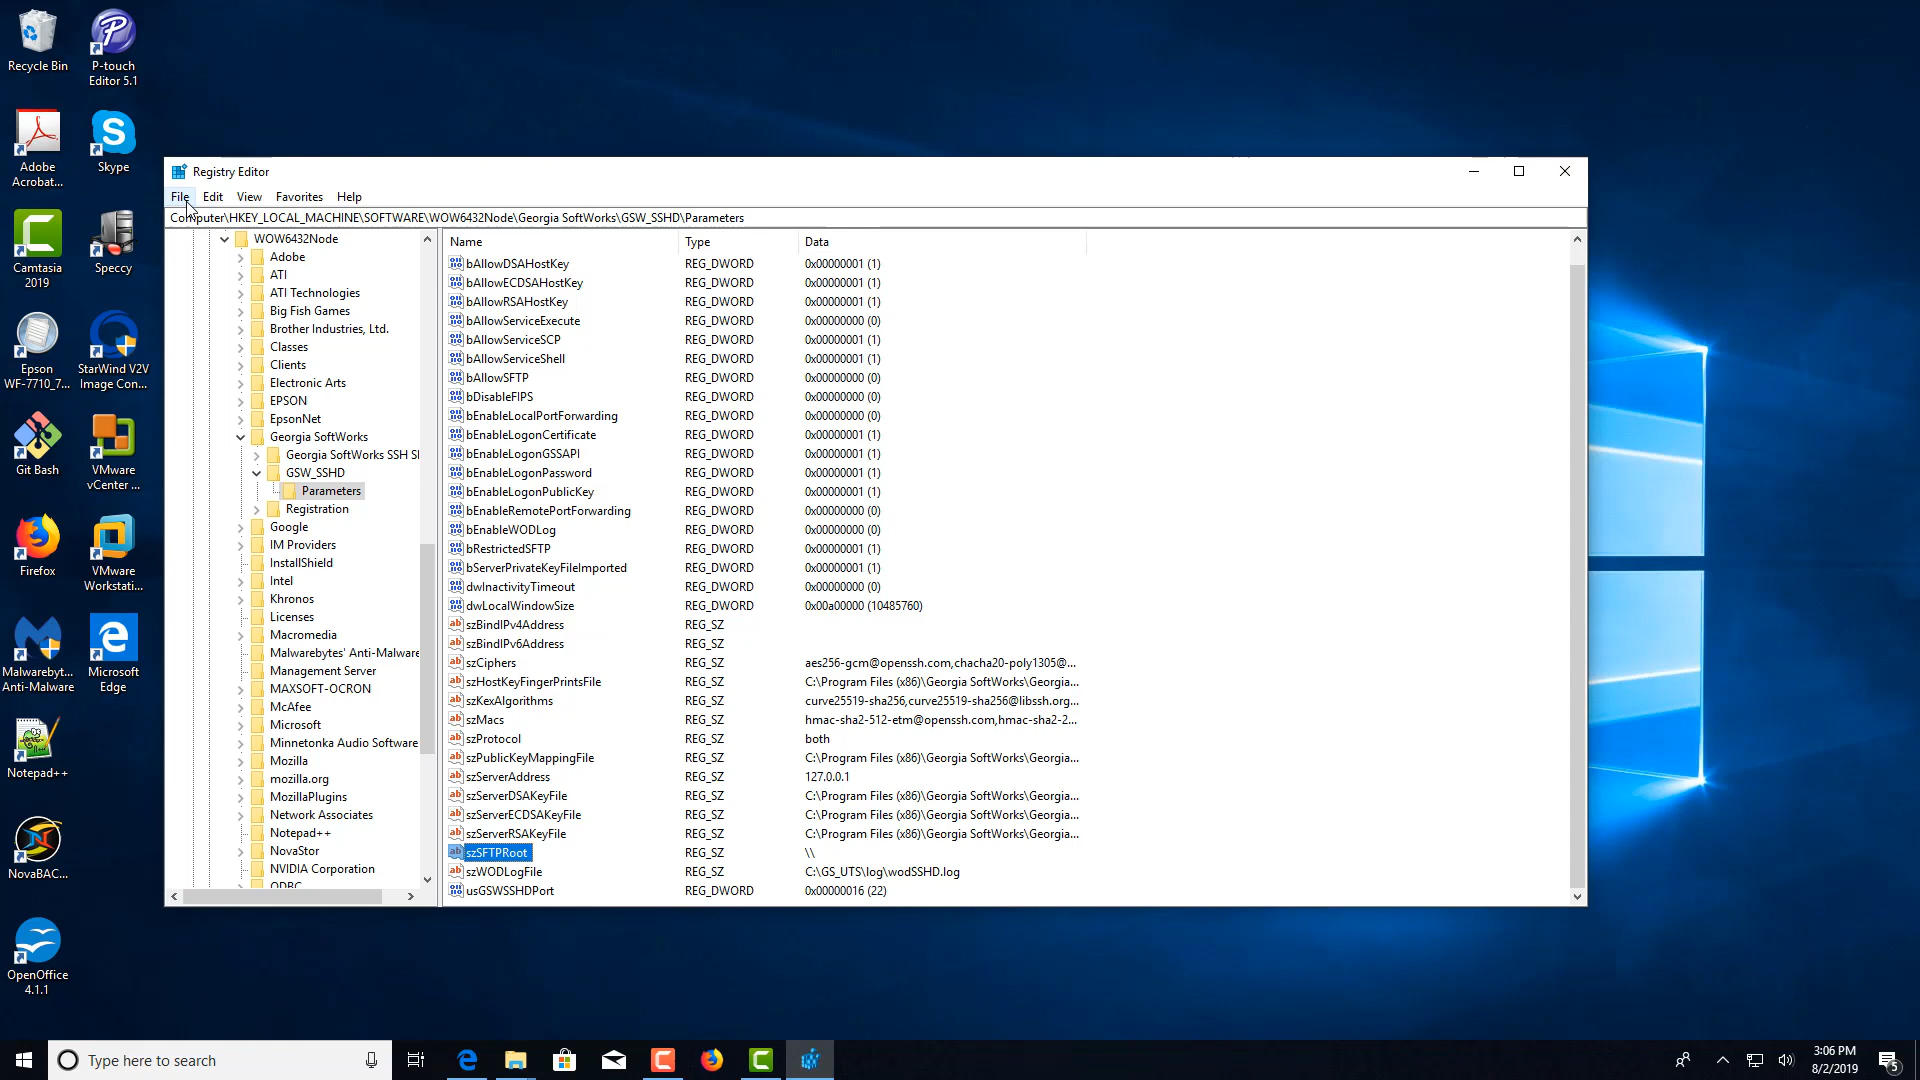 Recycle Bin
P-touch
Editor 5.1
Adobe
Acrobat...
Skype
Camtasia
2019
Speccy
Epson
WF-7710_7...
StarWind V2V
Image Con...
Git Bash
VMware
vCenter ...
Firefox
VMware
Workstati...
Malwarebyt...
Anti-Malware
Microsoft
Edge
Notepad++
NovaBAC...
OpenOffice
4.1.1
Registry Editor
File Edit View Favorites Help
Computer\HKEY_LOCAL_MACHINE\SOFTWARE\WOW6432Node\Georgia SoftWorks\GSW_SSHD\Parameters
WOW6432Node
Adobe
ATI
ATI Technologies
Big Fish Games
Brother Industries, Ltd.
Classes
Clients
Electronic Arts
EPSON
EpsonNet
Georgia SoftWorks
Georgia SoftWorks SSH S
GSW_SSHD
Parameters
Registration
Google
IM Providers
InstallShield
Intel
Khronos
Licenses
Macromedia
Malwarebytes' Anti-Malware
Management Server
MAXSOFT-OCRON
McAfee
Microsoft
Minnetonka Audio Software
Mozilla
mozilla.org
MozillaPlugins
Network Associates
Notepad++
NovaStor
NVIDIA Corporation
ODBC
Name Type Data
bAllowDSAHostKey REG_DWORD 0x00000001 (1)
bAllowECDSAHostKey REG_DWORD 0x00000001 (1)
bAllowRSAHostKey REG_DWORD 0x00000001 (1)
bAllowServiceExecute REG_DWORD 0x00000000 (0)
bAllowServiceSCP REG_DWORD 0x00000001 (1)
bAllowServiceShell REG_DWORD 0x00000001 (1)
bAllowSFTP REG_DWORD 0x00000000 (0)
bDisableFIPS REG_DWORD 0x00000000 (0)
bEnableLocalPortForwarding REG_DWORD 0x00000000 (0)
bEnableLogonCertificate REG_DWORD 0x00000001 (1)
bEnableLogonGSSAPI REG_DWORD 0x00000001 (1)
bEnableLogonPassword REG_DWORD 0x00000001 (1)
bEnableLogonPublicKey REG_DWORD 0x00000001 (1)
bEnableRemotePortForwarding REG_DWORD 0x00000000 (0)
bEnableWODLog REG_DWORD 0x00000000 (0)
bRestrictedSFTP REG_DWORD 0x00000001 (1)
bServerPrivateKeyFileImported REG_DWORD 0x00000001 (1)
dwInactivityTimeout REG_DWORD 0x00000000 (0)
dwLocalWindowSize REG_DWORD 0x00a00000 (10485760)
szBindIPv4Address REG_SZ
szBindIPv6Address REG_SZ
szCiphers REG_SZ aes256-gcm@openssh.com,chacha20-poly1305@...
szHostKeyFingerPrintsFile REG_SZ C:\Program Files (x86)\Georgia SoftWorks\Georgia...
szKexAlgorithms REG_SZ curve25519-sha256,curve25519-sha256@libssh.org...
szMacs REG_SZ hmac-sha2-512-etm@openssh.com,hmac-sha2-2...
szProtocol REG_SZ both
szPublicKeyMappingFile REG_SZ C:\Program Files (x86)\Georgia SoftWorks\Georgia...
szServerAddress REG_SZ 127.0.0.1
szServerDSAKeyFile REG_SZ C:\Program Files (x86)\Georgia SoftWorks\Georgia...
szServerECDSAKeyFile REG_SZ C:\Program Files (x86)\Georgia SoftWorks\Georgia...
szServerRSAKeyFile REG_SZ C:\Program Files (x86)\Georgia SoftWorks\Georgia...
szSFTPRoot REG_SZ \\
szWODLogFile REG_SZ C:\GS_UTS\log\wodSSHD.log
usGSWSSHDPort REG_DWORD 0x00000016 (22)
Type here to search
3:06 PM
8/2/2019
5